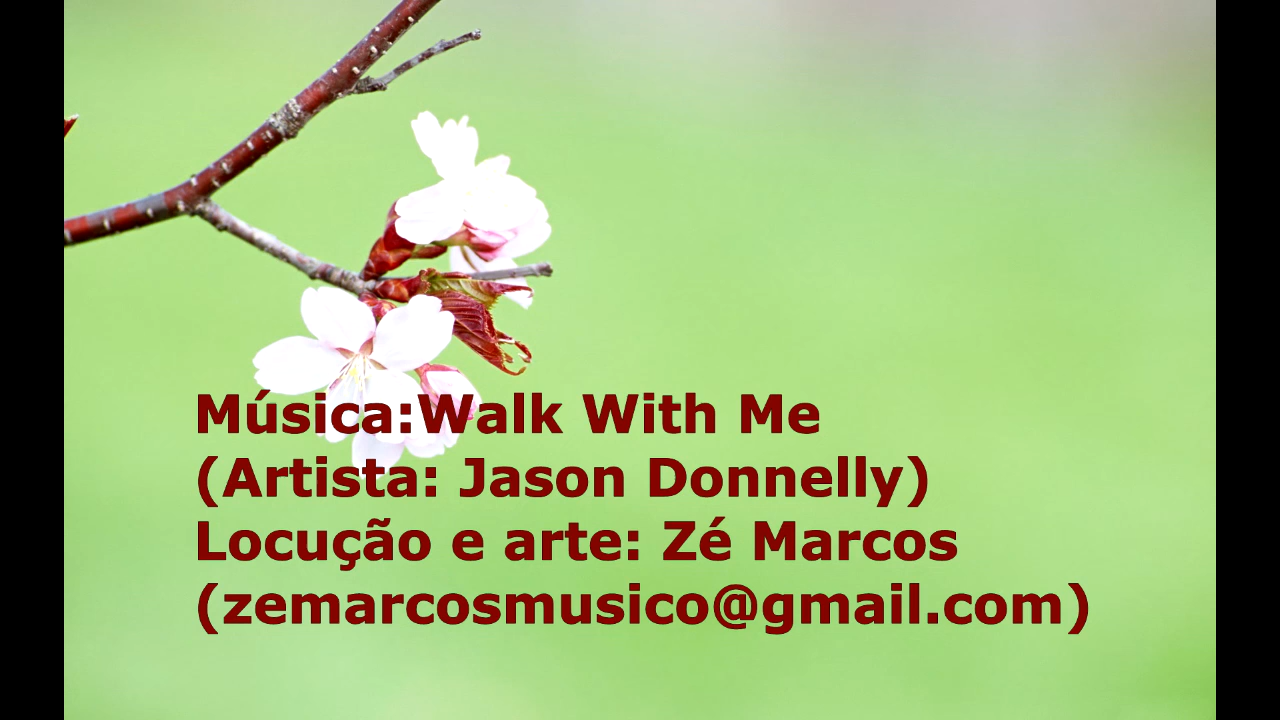 Música:Walk With Me
(Artista: Jason Donnelly)
Locução e arte: Zé Marcos
(zemarcosmusico@gmail.com)